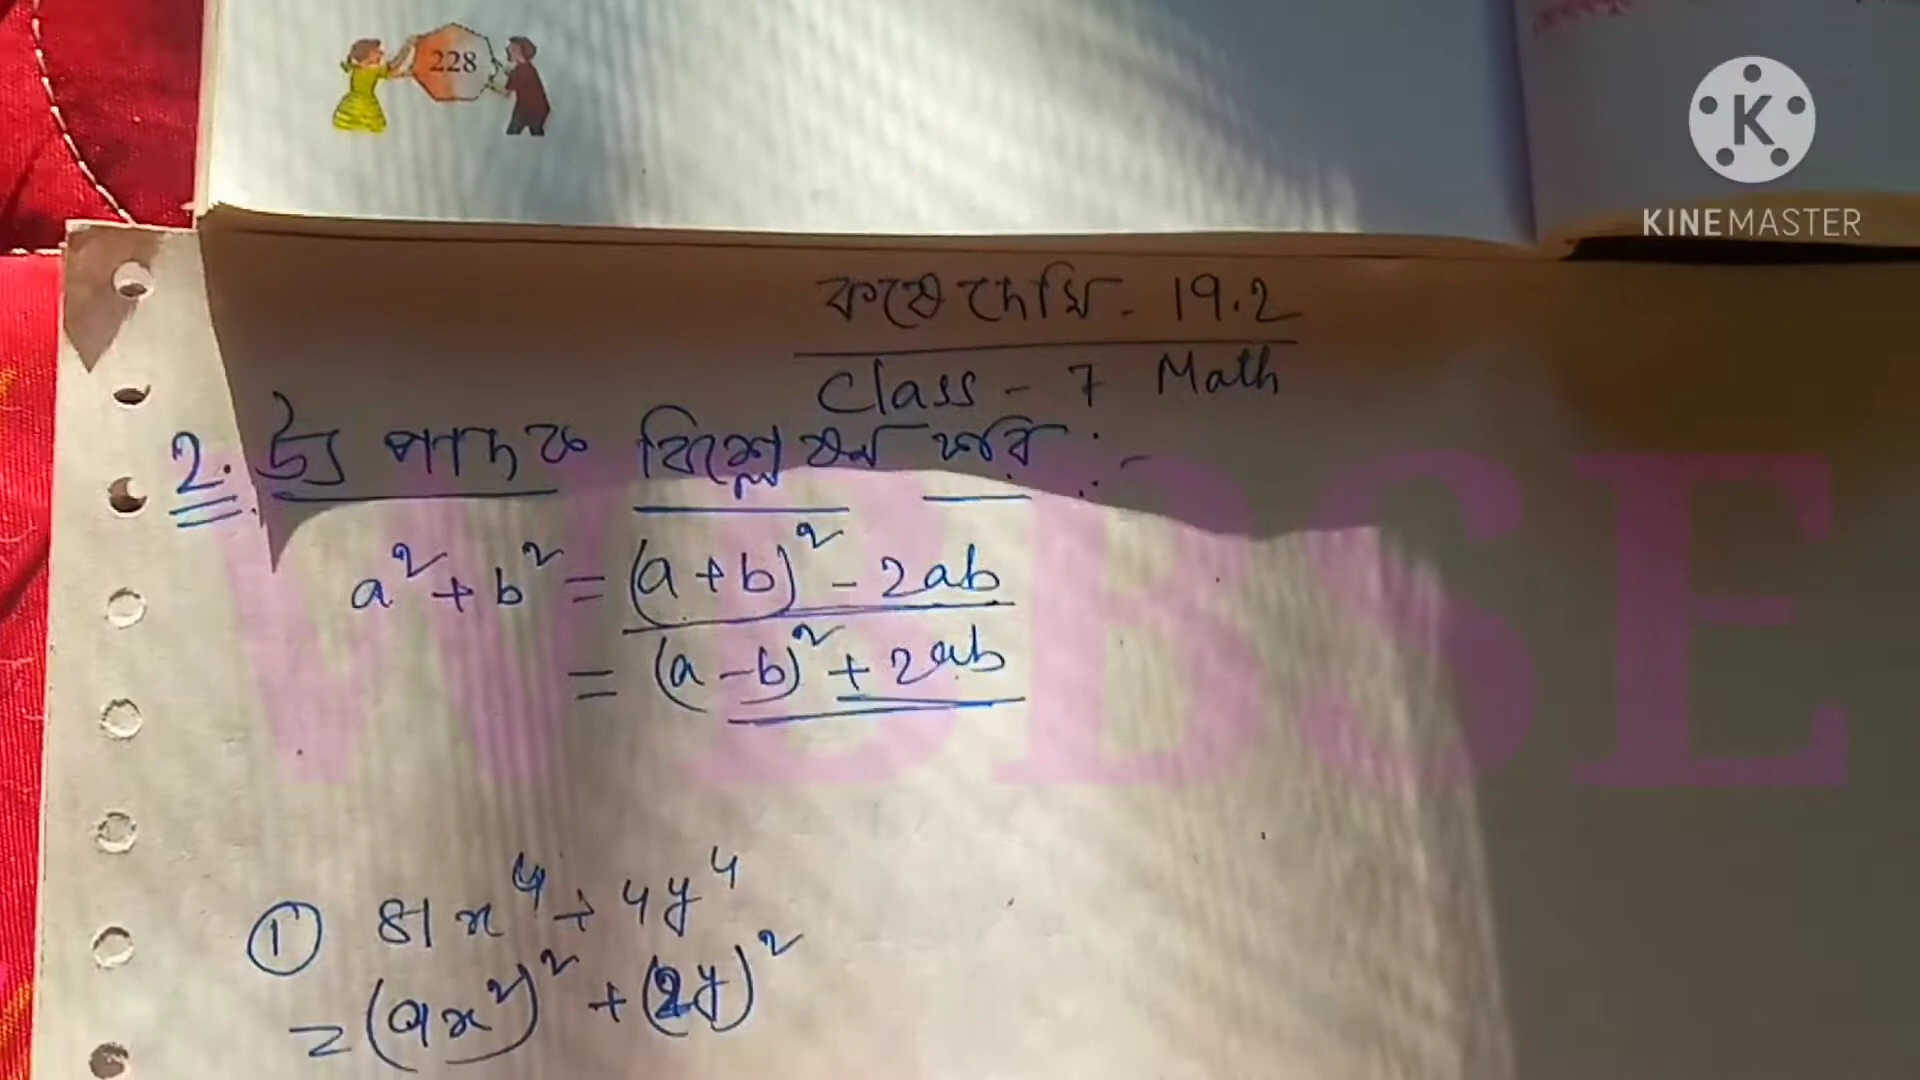 228
K
KINEMASTER
কষে দেখি - 19.2
Class - 7 Math
2. উৎপাদকে বিশ্লেষণ করি : -
a² + b² = (a + b)² - 2ab
= (a - b)² + 2ab
WBBSE
① 81x⁴ + 4y⁴
= (9x²)² + (2y)²